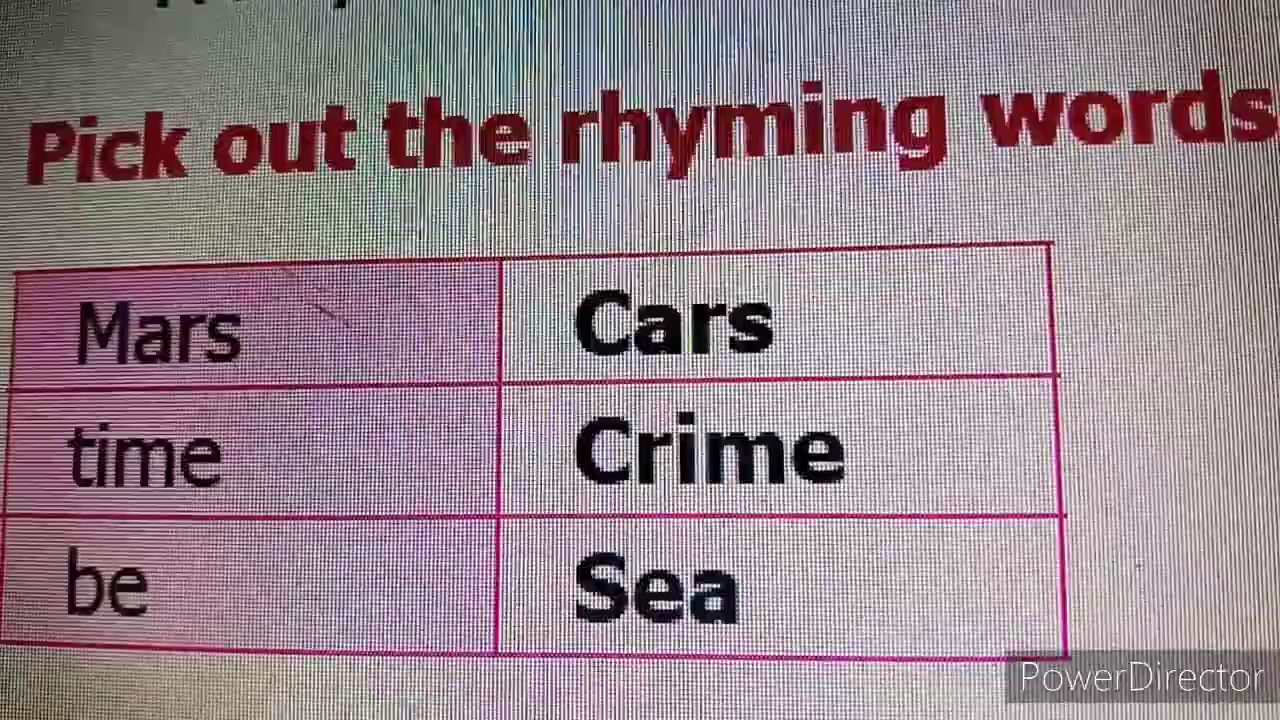 Pick out the rhyming words
Mars Cars
time Crime
be Sea
PowerDirector